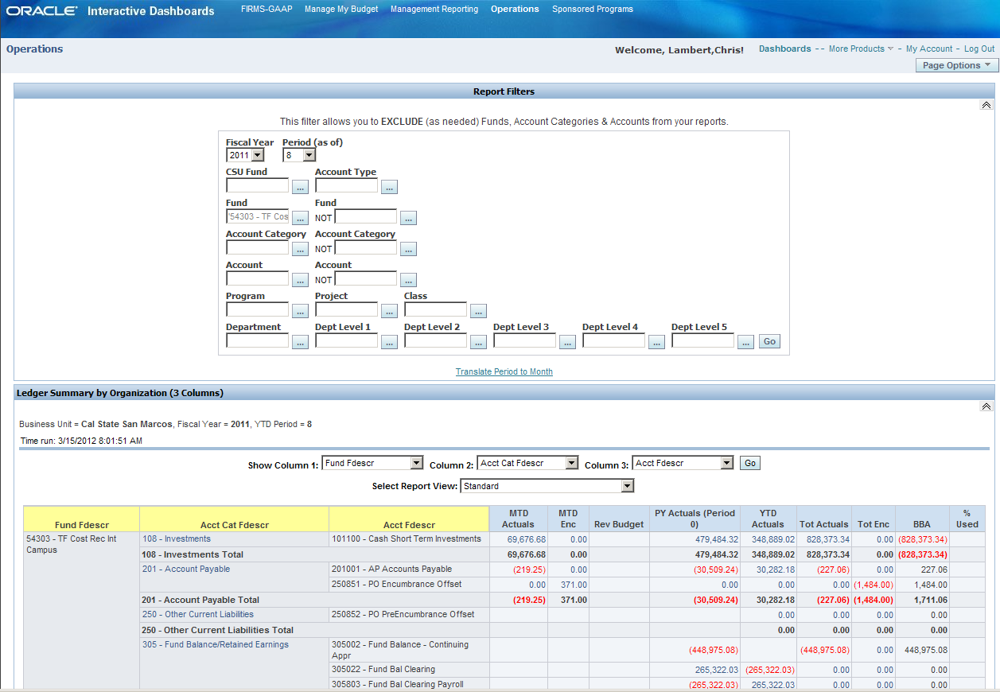 ORACLE Interactive Dashboards FIRMS-GAAP Manage My Budget Management Reporting Operations Sponsored Programs
Operations Welcome, Lambert,Chris! Dashboards - - More Products - My Account - Log Out
Page Options
Report Filters
This filter allows you to EXCLUDE (as needed) Funds, Account Categories & Accounts from your reports.
Fiscal Year Period (as of)
2011 8
CSU Fund Account Type
... ...
Fund Fund
'54303 - TF Cos ... NOT ...
Account Category Account Category
... NOT ...
Account Account
... NOT ...
Program Project Class
... ... ...
Department Dept Level 1 Dept Level 2 Dept Level 3 Dept Level 4 Dept Level 5
... ... ... ... ... ... Go
Translate Period to Month
Ledger Summary by Organization (3 Columns)
Business Unit = Cal State San Marcos, Fiscal Year = 2011, YTD Period = 8
Time run: 3/15/2012 8:01:51 AM
Show Column 1: Fund Fdescr Column 2: Acct Cat Fdescr Column 3: Acct Fdescr Go
Select Report View: Standard
Fund Fdescr Acct Cat Fdescr Acct Fdescr MTD Actuals MTD Enc Rev Budget PY Actuals (Period 0) YTD Actuals Tot Actuals Tot Enc BBA % Used
54303 - TF Cost Rec Int Campus 108 - Investments 101100 - Cash Short Term Investments 69,676.68 0.00 479,484.32 348,889.02 828,373.34 0.00 (828,373.34)
108 - Investments Total 69,676.68 0.00 479,484.32 348,889.02 828,373.34 0.00 (828,373.34)
201 - Account Payable 201001 - AP Accounts Payable (219.25) 0.00 (30,509.24) 30,282.18 (227.06) 0.00 227.06
250851 - PO Encumbrance Offset 0.00 371.00 0.00 0.00 0.00 (1,484.00) 1,484.00
201 - Account Payable Total (219.25) 371.00 (30,509.24) 30,282.18 (227.06) (1,484.00) 1,711.06
250 - Other Current Liabilities 250852 - PO PreEncumbrance Offset 0.00 0.00 0.00 0.00
250 - Other Current Liabilities Total 0.00 0.00 0.00 0.00
305 - Fund Balance/Retained Earnings 305002 - Fund Balance - Continuing Appr (448,975.08) (448,975.08) 0.00 448,975.08
305022 - Fund Bal Clearing 265,322.03 (265,322.03) 0.00 0.00 0.00
305803 - Fund Bal Clearing Payroll (265,322.03) 265,322.03 0.00 0.00 0.00